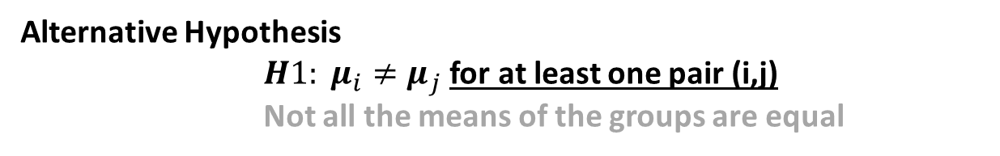 Alternative Hypothesis
H1: μᵢ ≠ μⱼ for at least one pair (i,j)
Not all the means of the groups are equal